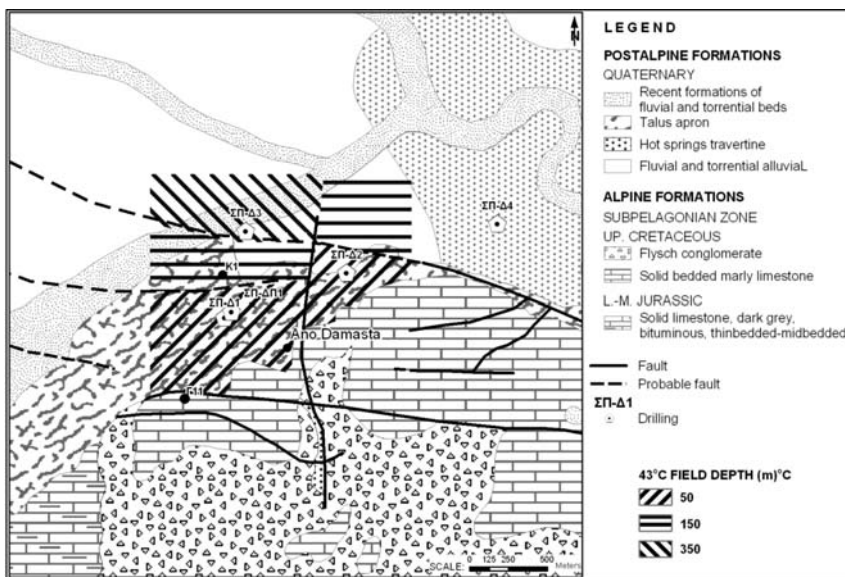 N
ΣΠ-Δ3
ΣΠ-Δ4
K1
ΣΠ-Δ2
ΣΠ-ΔΠ1
ΣΠ-Δ1
Ano Damasta
Γ11
SCALE: 0 125 250 500 Meters
LEGEND
POSTALPINE FORMATIONS
QUATERNARY
Recent formations of
fluvial and torrential beds
Talus apron
Hot springs travertine
Fluvial and torrential alluviaL
ALPINE FORMATIONS
SUBPELAGONIAN ZONE
UP. CRETACEOUS
Flysch conglomerate
Solid bedded marly limestone
L.-M. JURASSIC
Solid limestone, dark grey,
bituminous, thinbedded-midbedded
Fault
Probable fault
ΣΠ-Δ1
Drilling
43°C FIELD DEPTH (m)°C
50
150
350